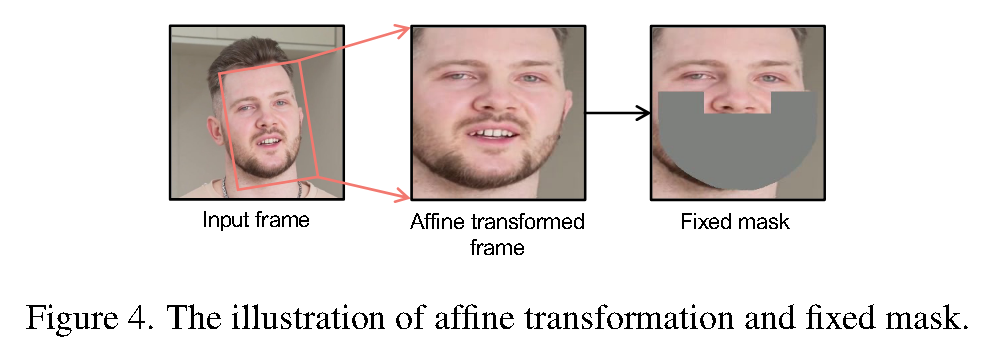 Input frame
Affine transformed
frame
Fixed mask
Figure 4. The illustration of affine transformation and fixed mask.